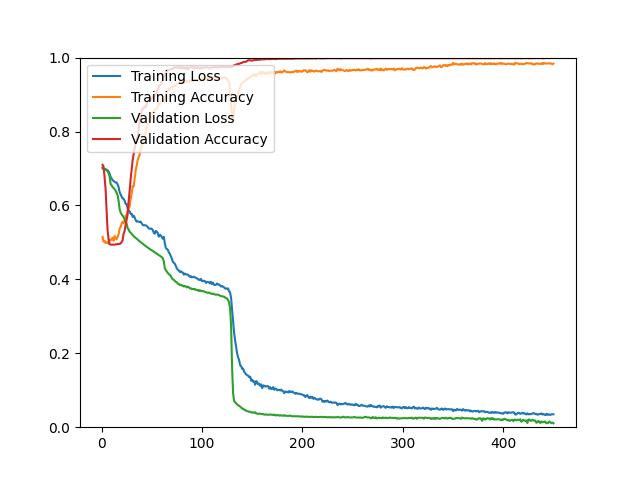 1.0
0.8
0.6
0.4
0.2
0.0
0 100 200 300 400
Training Loss
Training Accuracy
Validation Loss
Validation Accuracy